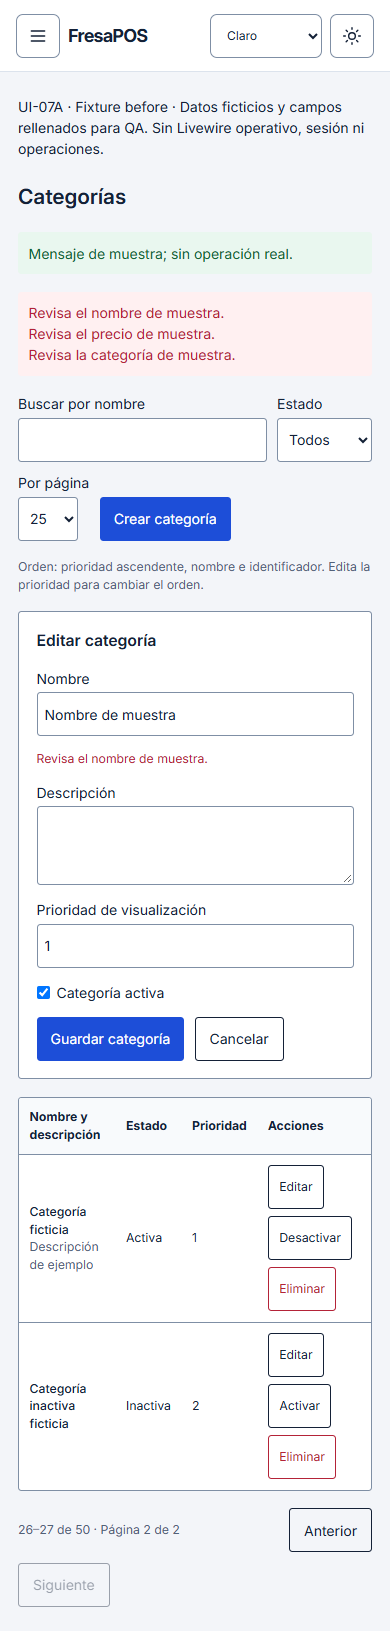 FresaPOS
Claro
UI-07A · Fixture before · Datos ficticios y campos
rellenados para QA. Sin Livewire operativo, sesión ni
operaciones.
Categorías
Mensaje de muestra; sin operación real.
Revisa el nombre de muestra.
Revisa el precio de muestra.
Revisa la categoría de muestra.
Buscar por nombre
Estado
Todos
Por página
25
Crear categoría
Orden: prioridad ascendente, nombre e identificador. Edita la
prioridad para cambiar el orden.
Editar categoría
Nombre
Nombre de muestra
Revisa el nombre de muestra.
Descripción
Prioridad de visualización
1
Categoría activa
Guardar categoría
Cancelar
Nombre y
descripción
Estado
Prioridad
Acciones
Categoría
ficticia
Descripción
de ejemplo
Activa
1
Editar
Desactivar
Eliminar
Categoría
inactiva
ficticia
Inactiva
2
Editar
Activar
Eliminar
26–27 de 50 · Página 2 de 2
Anterior
Siguiente